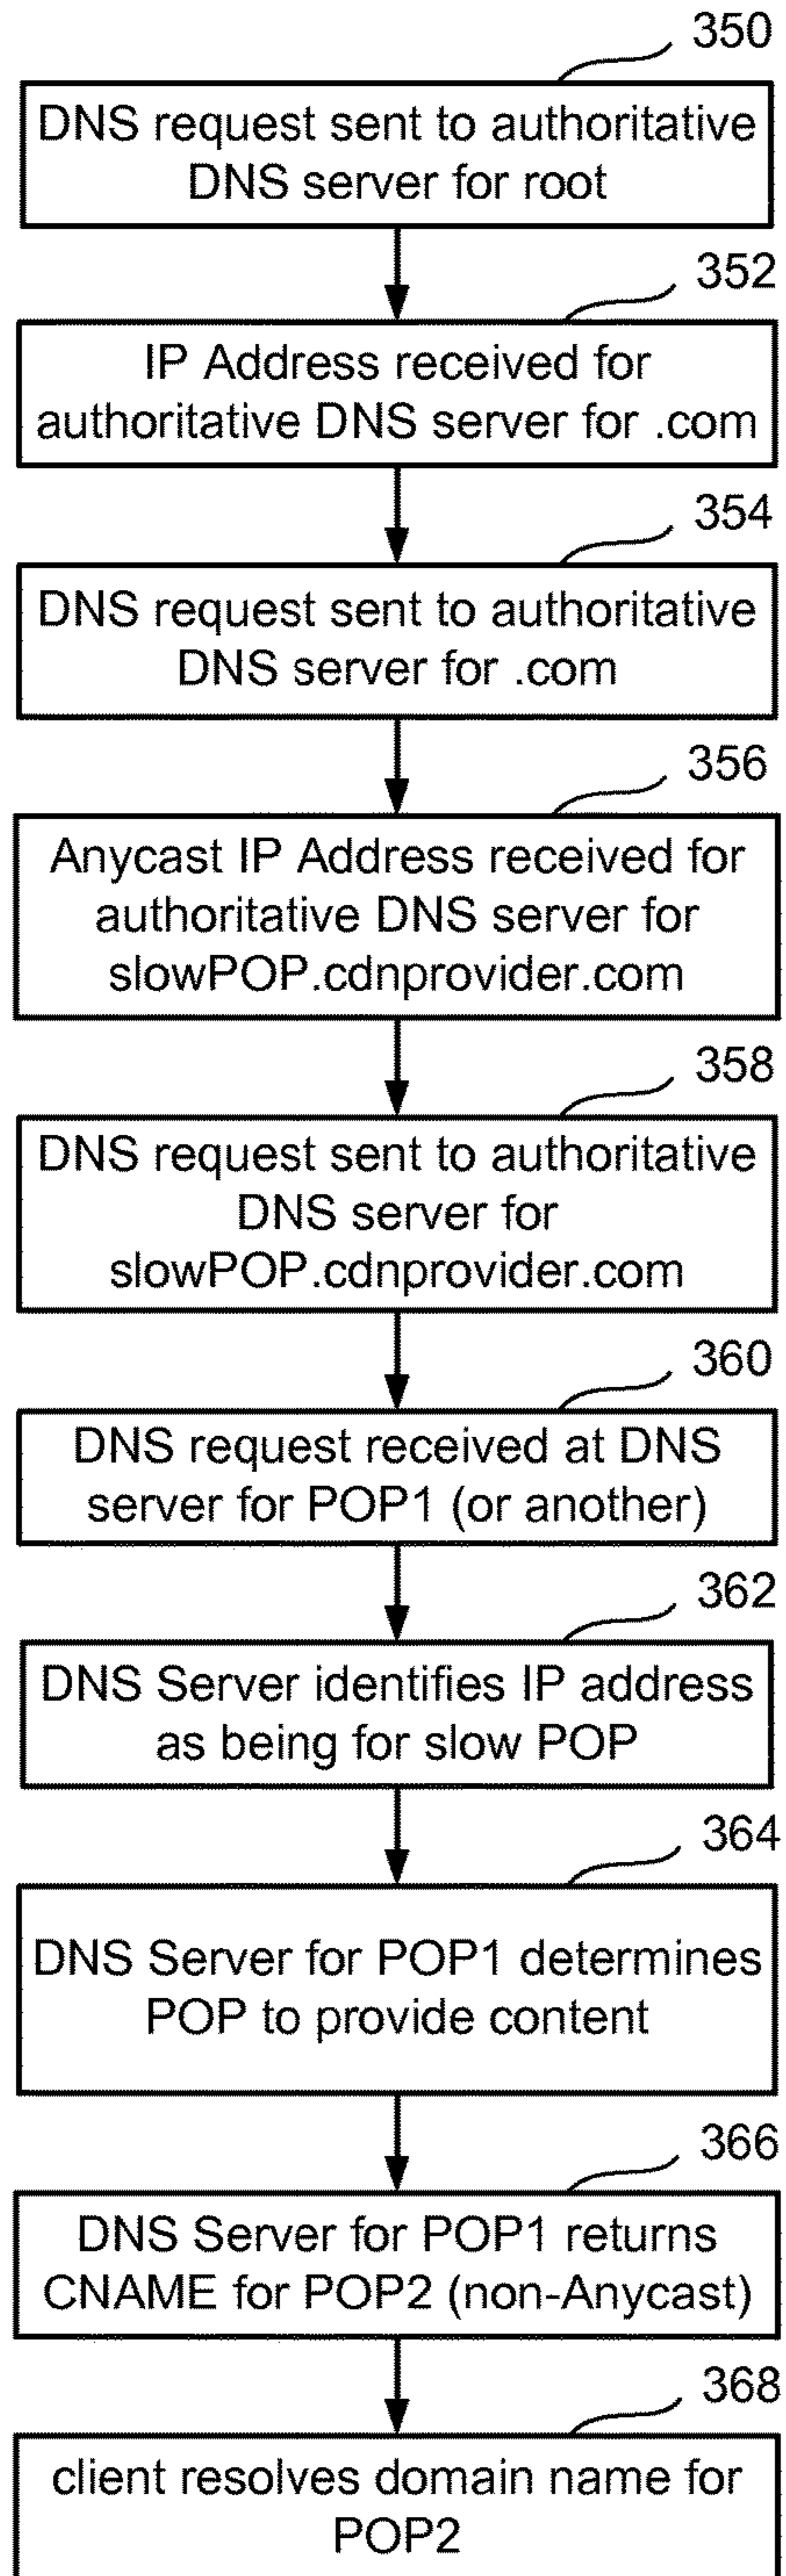 350
DNS request sent to authoritative
DNS server for root
352
IP Address received for
authoritative DNS server for .com
354
DNS request sent to authoritative
DNS server for .com
356
Anycast IP Address received for
authoritative DNS server for
slowPOP.cdnprovider.com
358
DNS request sent to authoritative
DNS server for
slowPOP.cdnprovider.com
360
DNS request received at DNS
server for POP1 (or another)
362
DNS Server identifies IP address
as being for slow POP
364
DNS Server for POP1 determines
POP to provide content
366
DNS Server for POP1 returns
CNAME for POP2 (non-Anycast)
368
client resolves domain name for
POP2